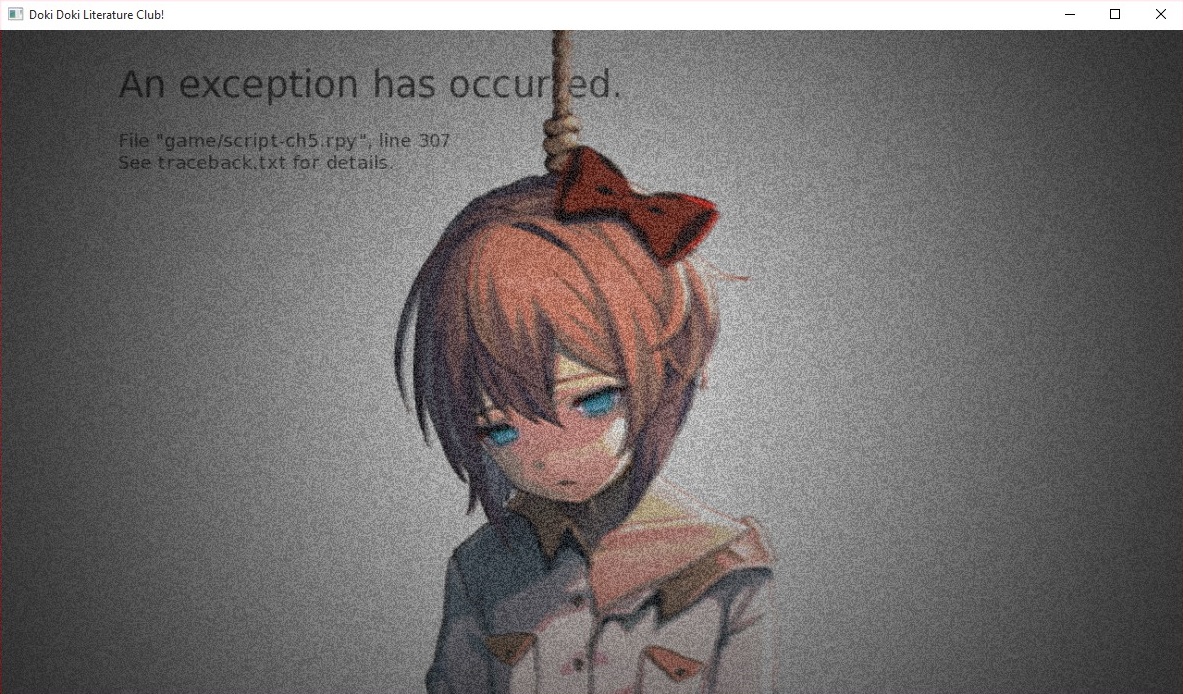 Doki Doki Literature Club!
An exception has occurred.
File "game/script-ch5.rpy", line 307
See traceback.txt for details.